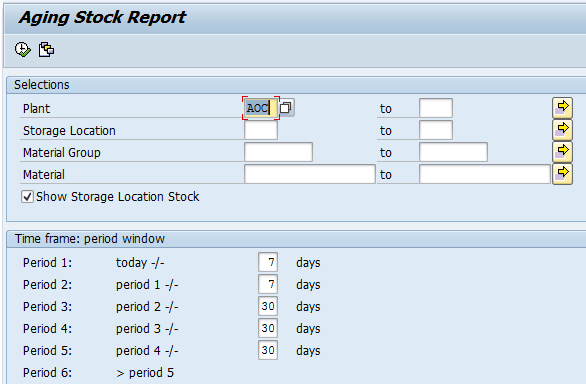 Aging Stock Report
Selections
Plant AOC to
Storage Location to
Material Group to
Material to
Show Storage Location Stock
Time frame: period window
Period 1: today -/- 7 days
Period 2: period 1 -/- 7 days
Period 3: period 2 -/- 30 days
Period 4: period 3 -/- 30 days
Period 5: period 4 -/- 30 days
Period 6: > period 5